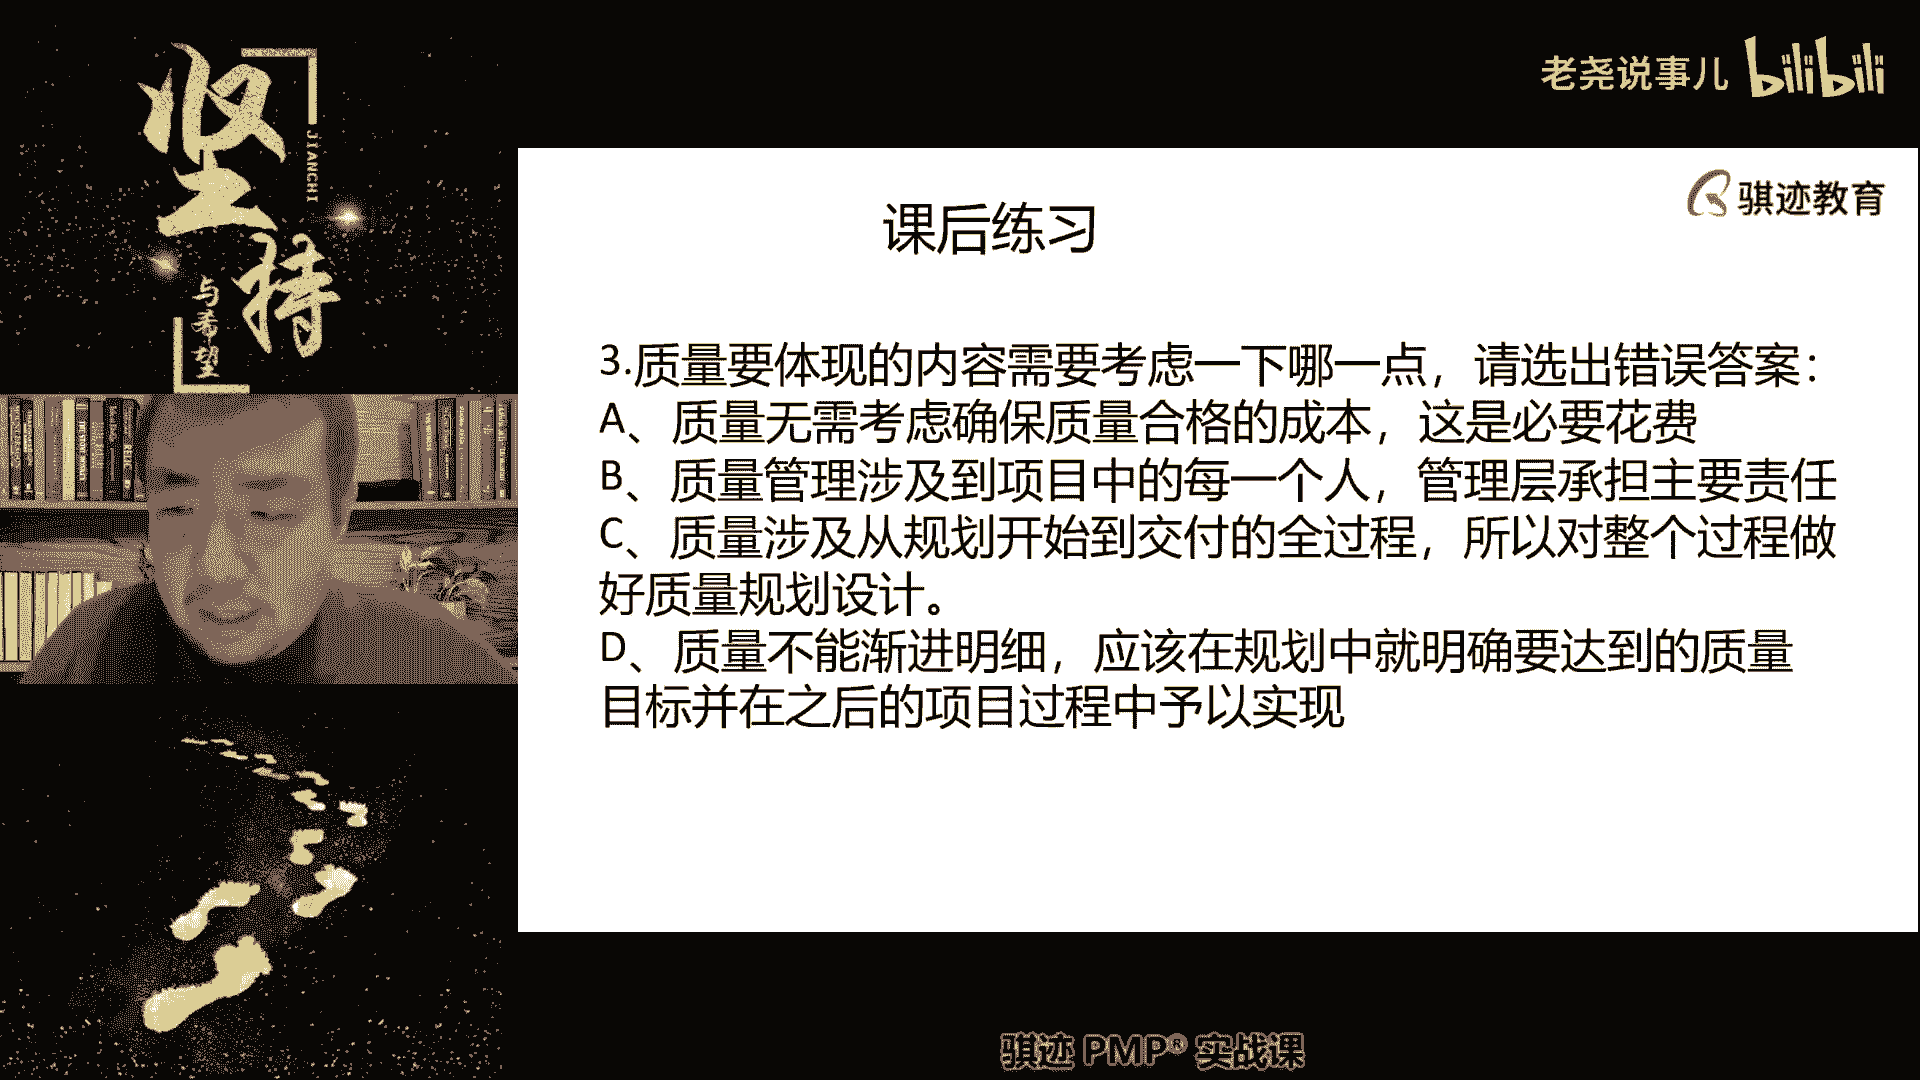 坚持
JIANCHI
与希望
老尧说事儿 bilibili
骐迹教育
课后练习
3.质量要体现的内容需要考虑一下哪一点，请选出错误答案：
A、质量无需考虑确保质量合格的成本，这是必要花费
B、质量管理涉及到项目中的每一个人，管理层承担主要责任
C、质量涉及从规划开始到交付的全过程，所以对整个过程做
好质量规划设计。
D、质量不能渐进明细，应该在规划中就明确要达到的质量
目标并在之后的项目过程中予以实现
骐迹 PMP® 实战课